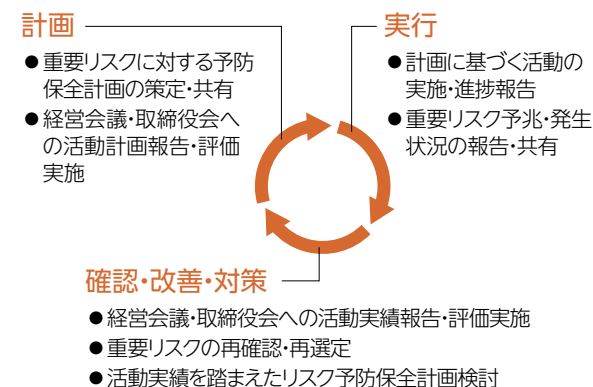 計画
●重要リスクに対する予防
保全計画の策定・共有
●経営会議・取締役会へ
の活動計画報告・評価
実施
実行
●計画に基づく活動の
実施・進捗報告
●重要リスク予兆・発生
状況の報告・共有
確認・改善・対策
●経営会議・取締役会への活動実績報告・評価実施
●重要リスクの再確認・再選定
●活動実績を踏まえたリスク予防保全計画検討